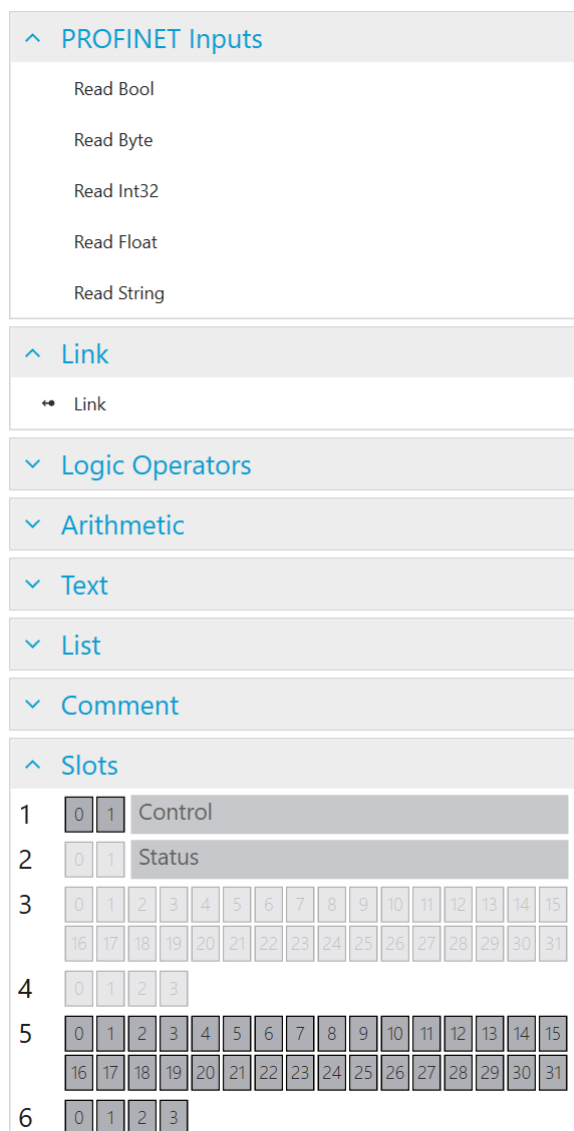 PROFINET Inputs
Read Bool
Read Byte
Read Int32
Read Float
Read String
Link
Link
Logic Operators
Arithmetic
Text
List
Comment
Slots
1 0 1 Control
2 0 1 Status
3 0 1 2 3 4 5 6 7 8 9 10 11 12 13 14 15
16 17 18 19 20 21 22 23 24 25 26 27 28 29 30 31
4 0 1 2 3
5 0 1 2 3 4 5 6 7 8 9 10 11 12 13 14 15
16 17 18 19 20 21 22 23 24 25 26 27 28 29 30 31
6 0 1 2 3